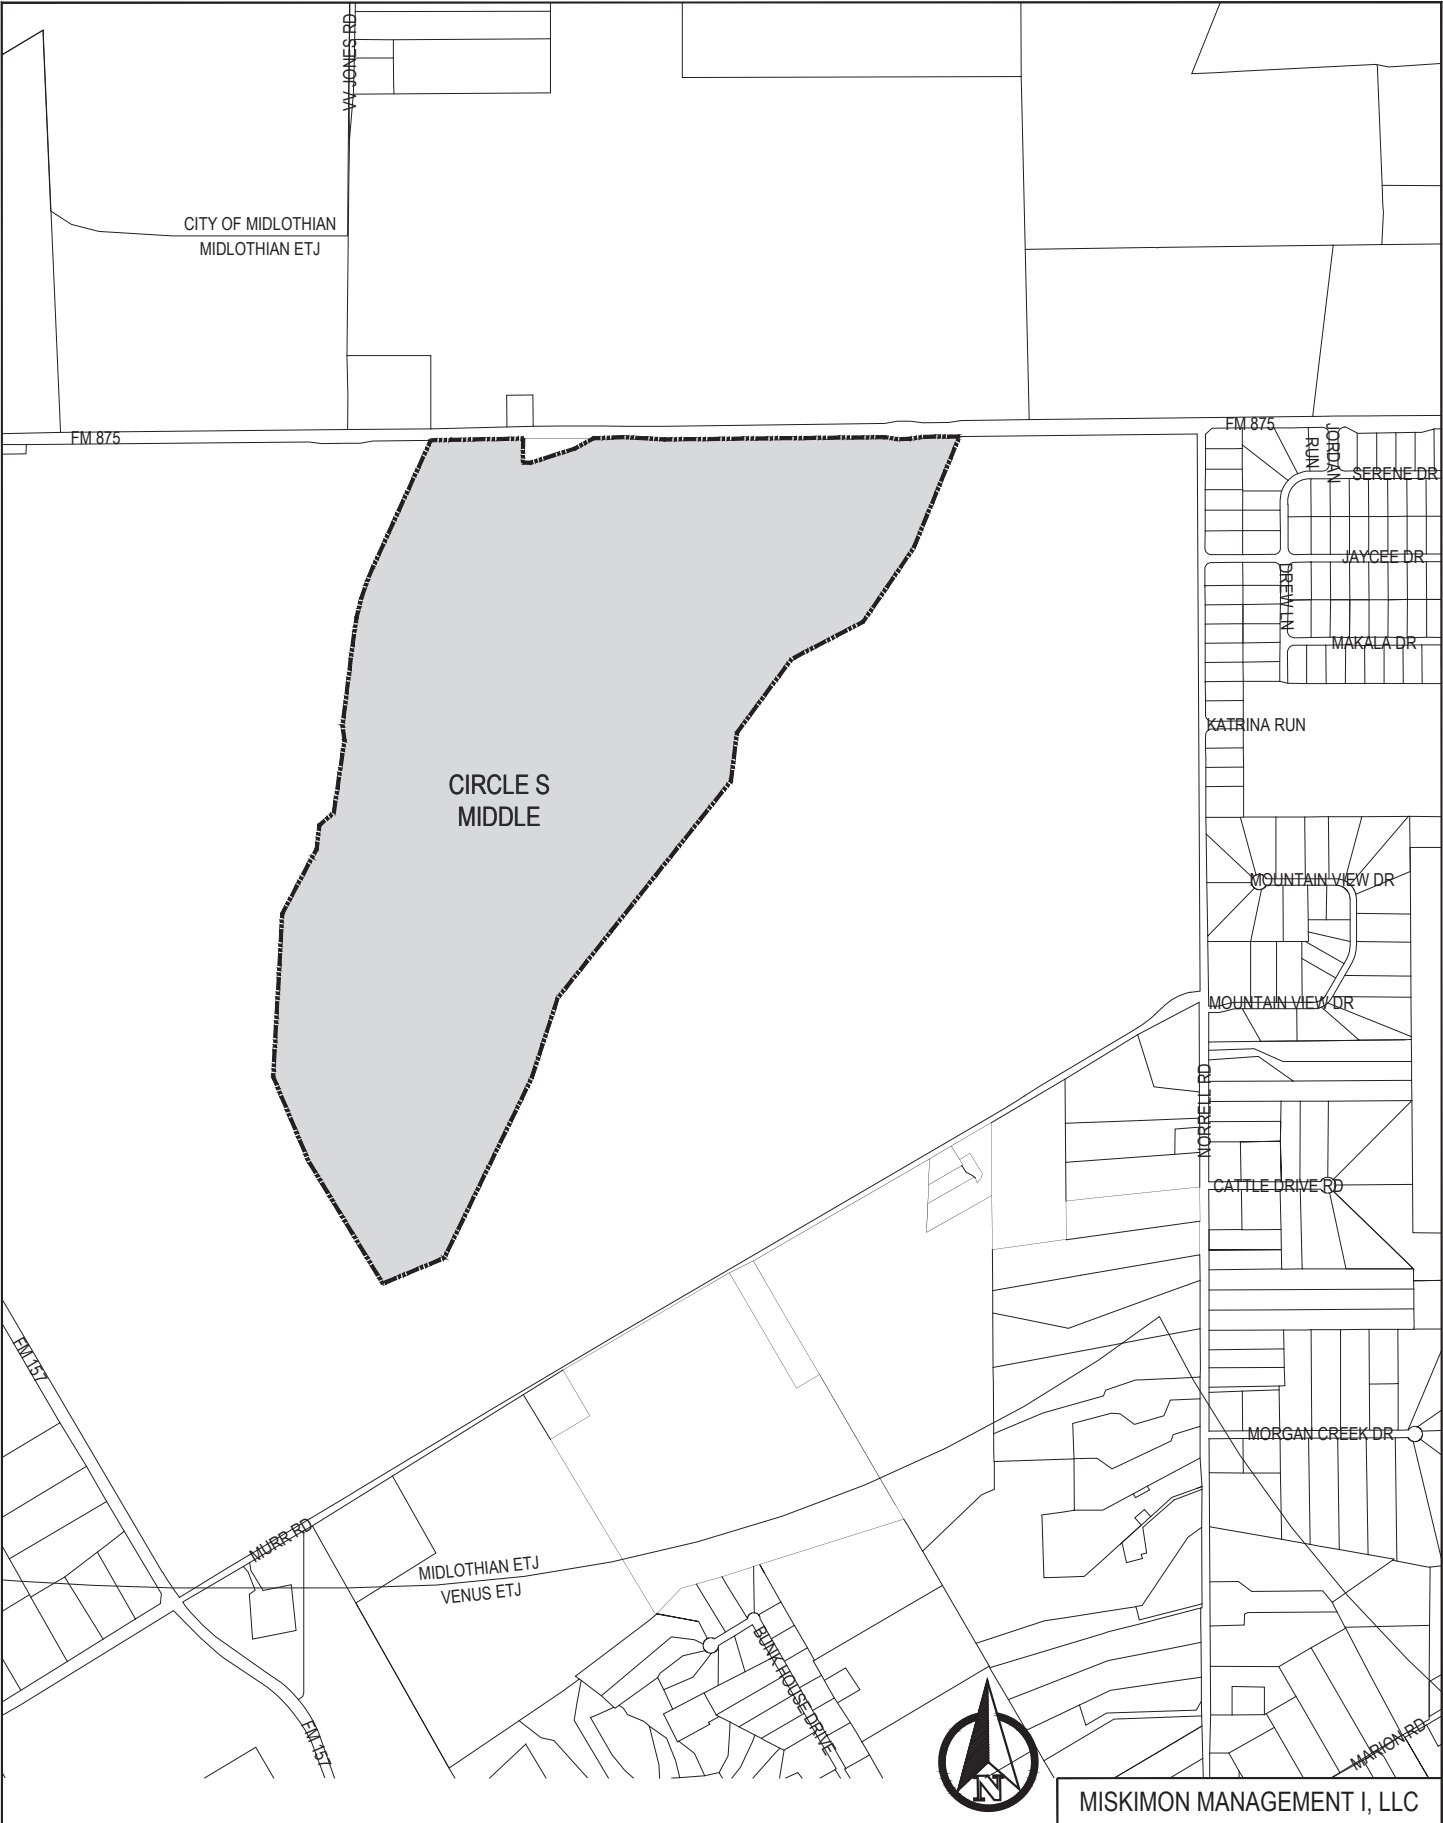 VV JONES RD
CITY OF MIDLOTHIAN
MIDLOTHIAN ETJ
FM 875
FM 875
JORDAN
RUN
SERENE DR
JAYCEE DR
DREW LN
MAKALA DR
KATRINA RUN
CIRCLE S
MIDDLE
MOUNTAIN VIEW DR
MOUNTAIN VIEW DR
NORRELL RD
CATTLE DRIVE RD
FM 157
MORGAN CREEK DR
MURR RD
MIDLOTHIAN ETJ
VENUS ETJ
BUNK HOUSE DRIVE
FM 157
MARION RD
N
MISKIMON MANAGEMENT I, LLC